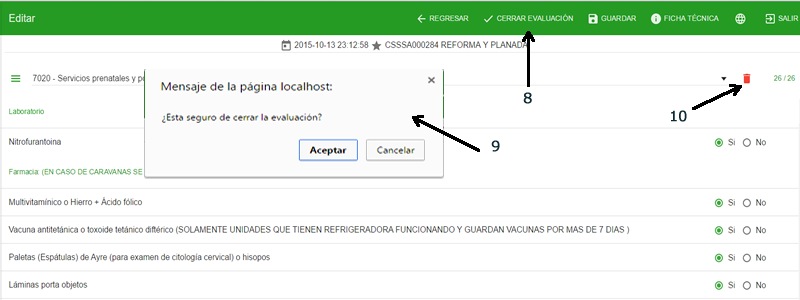 Editar REGRESAR CERRAR EVALUACIÓN GUARDAR FICHA TÉCNICA SALIR
2015-10-13 23:12:58 CSSSA000284 REFORMA Y PLANADA
8
7020 - Servicios prenatales y p 26 / 26
10
Mensaje de la página localhost:
¿Esta seguro de cerrar la evaluación?
9
Aceptar Cancelar
Laboratorio
Nitrofurantoina Si No
Farmacia: (EN CASO DE CARAVANAS SE
Multivitamínico o Hierro + Ácido fólico Si No
Vacuna antitetánica o toxoide tetánico diftérico (SOLAMENTE UNIDADES QUE TIENEN REFRIGERADORA FUNCIONANDO Y GUARDAN VACUNAS POR MAS DE 7 DIAS ) Si No
Paletas (Espátulas) de Ayre (para examen de citología cervical) o hisopos Si No
Láminas porta objetos Si No